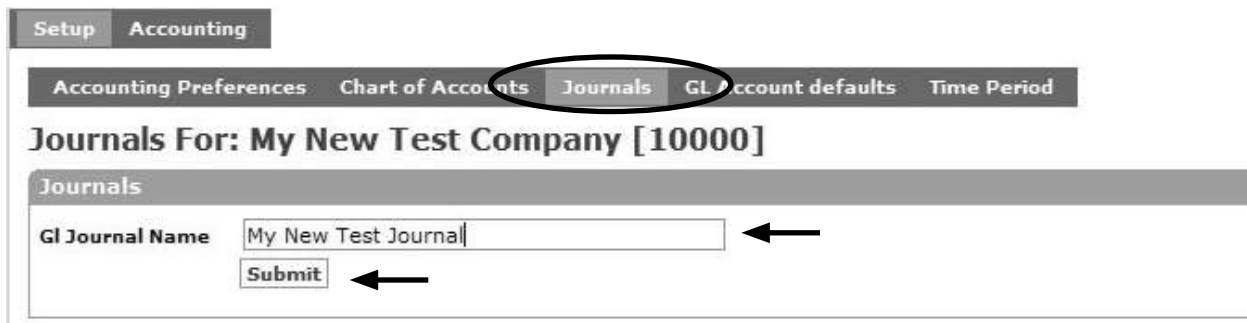 Setup Accounting
Accounting Preferences Chart of Accounts Journals GL Account defaults Time Period
Journals For: My New Test Company [10000]
Journals
Gl Journal Name My New Test Journal
Submit